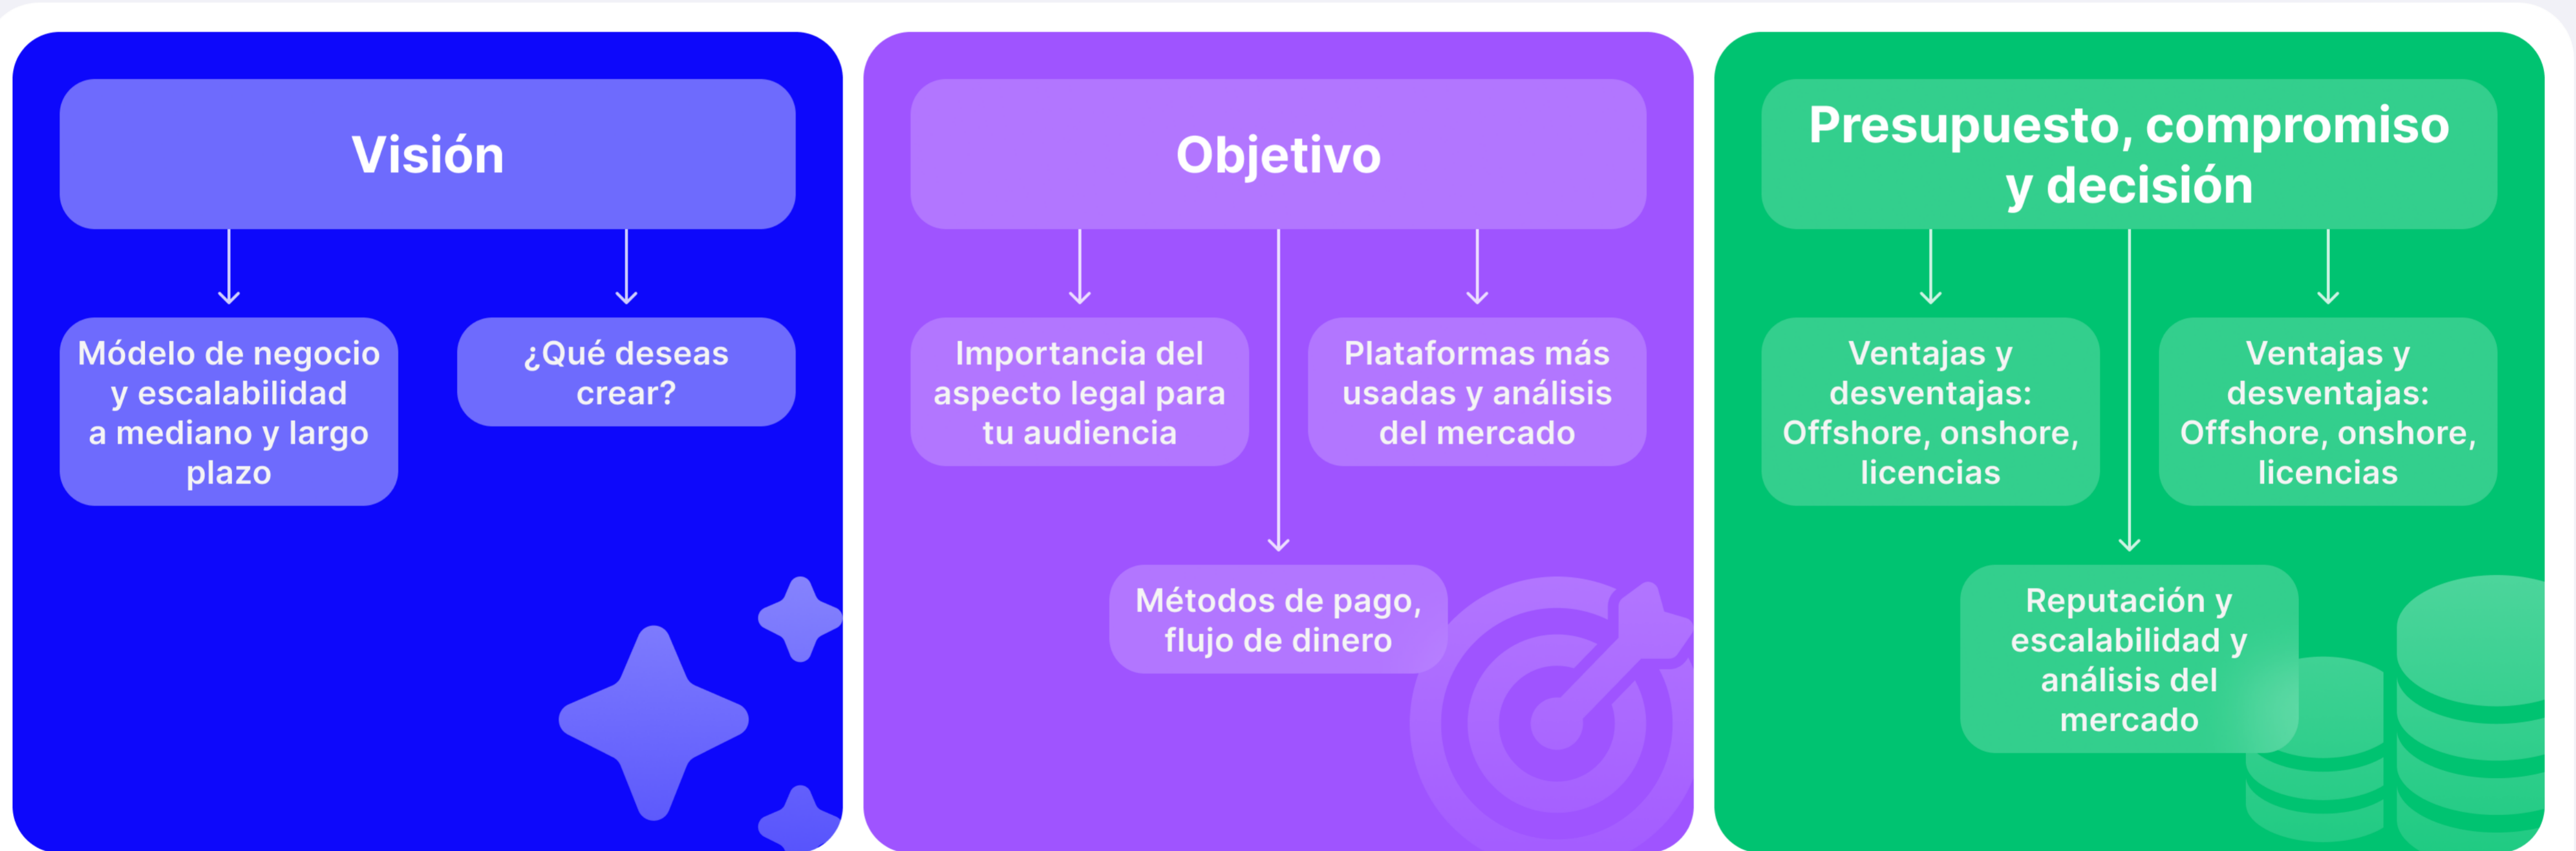 Visión
Módelo de negocio
y escalabilidad
a mediano y largo
plazo
¿Qué deseas
crear?
Objetivo
Importancia del
aspecto legal para
tu audiencia
Plataformas más
usadas y análisis
del mercado
Métodos de pago,
flujo de dinero
Presupuesto, compromiso
y decisión
Ventajas y
desventajas:
Offshore, onshore,
licencias
Ventajas y
desventajas:
Offshore, onshore,
licencias
Reputación y
escalabilidad y
análisis del
mercado